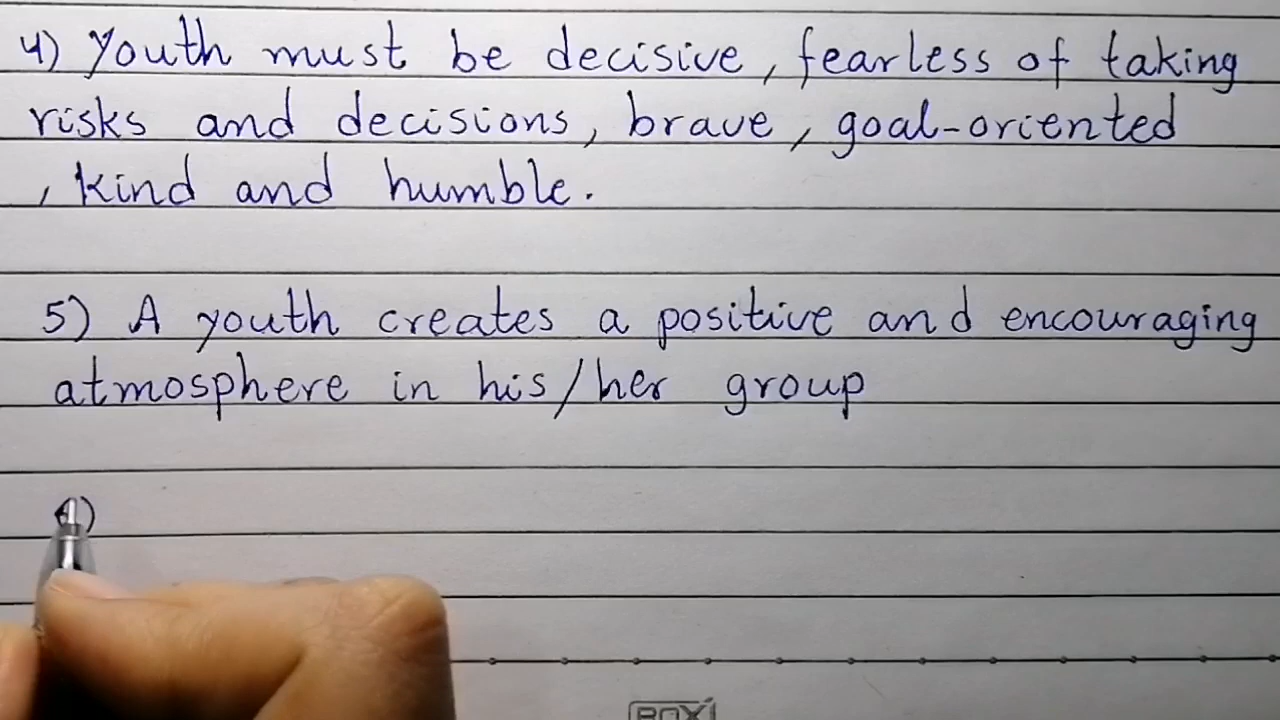 4) Youth must be decisive, fearless of taking
risks and decisions, brave, goal-oriented
, kind and humble.
5) A youth creates a positive and encouraging
atmosphere in his/her group